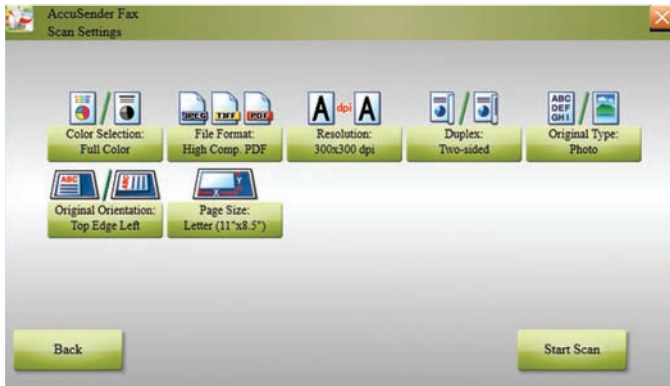 AccuSender Fax
Scan Settings
JPEG TIFF PDF
A dpi A
ABC
DEF
GHI
Color Selection:
Full Color
File Format:
High Comp. PDF
Resolution:
300x300 dpi
Duplex:
Two-sided
Original Type:
Photo
ABC
ABC
Y
X
Original Orientation:
Top Edge Left
Page Size:
Letter (11"x8.5")
Back
Start Scan